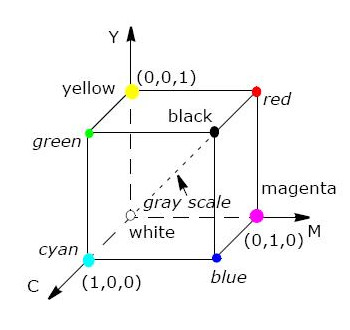 Y
yellow
(0,0,1)
red
black
green
magenta
gray scale
(0,1,0)
M
white
cyan
blue
C
(1,0,0)